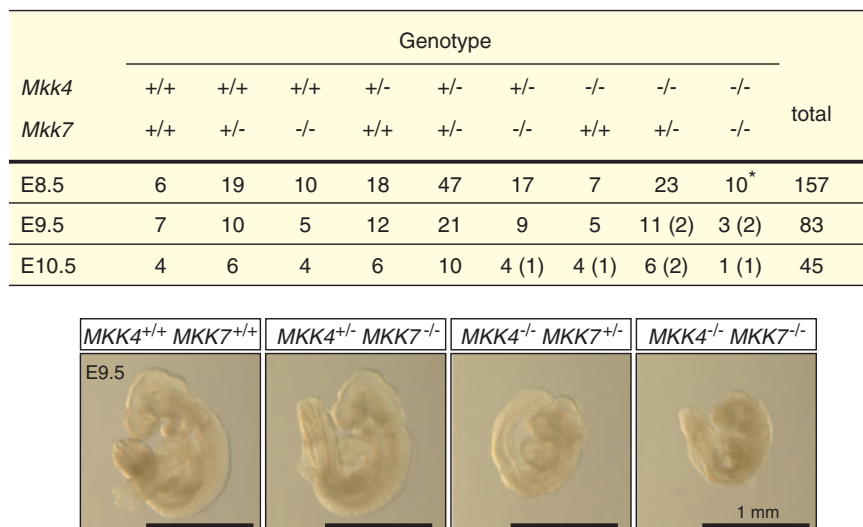 Genotype
Mkk4 +/+ +/+ +/+ +/- +/- +/- -/- -/- -/-
total
Mkk7 +/+ +/- -/- +/+ +/- -/- +/+ +/- -/-
E8.5 6 19 10 18 47 17 7 23 10* 157
E9.5 7 10 5 12 21 9 5 11 (2) 3 (2) 83
E10.5 4 6 4 6 10 4 (1) 4 (1) 6 (2) 1 (1) 45
MKK4+/+ MKK7+/+ MKK4+/- MKK7-/- MKK4-/- MKK7+/- MKK4-/- MKK7-/-
E9.5
1 mm